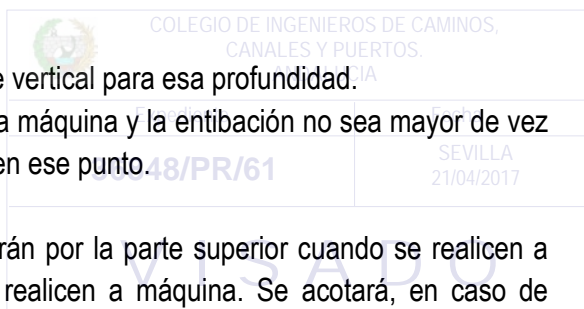 COLEGIO DE INGENIEROS DE CAMINOS,
CANALES Y PUERTOS.
e vertical para esa profundidad.
a máquina y la entibación no sea mayor de vez
en ese punto.
48/PR/61
SEVILLA
21/04/2017
rán por la parte superior cuando se realicen a
VISADO
realicen a máquina. Se acotará, en caso de